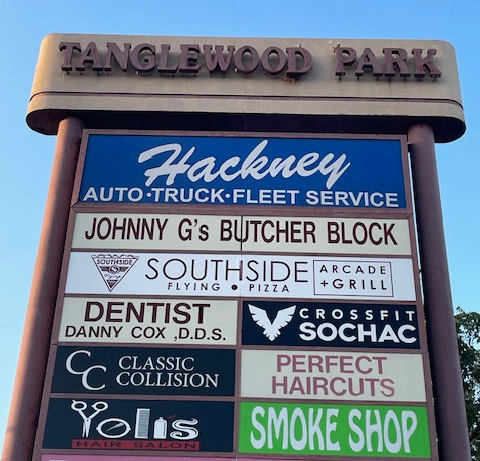 TANGLEWOOD PARK
Hackney
AUTO·TRUCK·FLEET SERVICE
JOHNNY G's BUTCHER BLOCK
SOUTHSIDE
S
SOUTHSIDE
FLYING • PIZZA
ARCADE
+GRILL
DENTIST
DANNY COX ,D.D.S.
CROSSFIT
SOCHAC
CC
CLASSIC
COLLISION
PERFECT
HAIRCUTS
Yolis
HAIR SALON
SMOKE SHOP